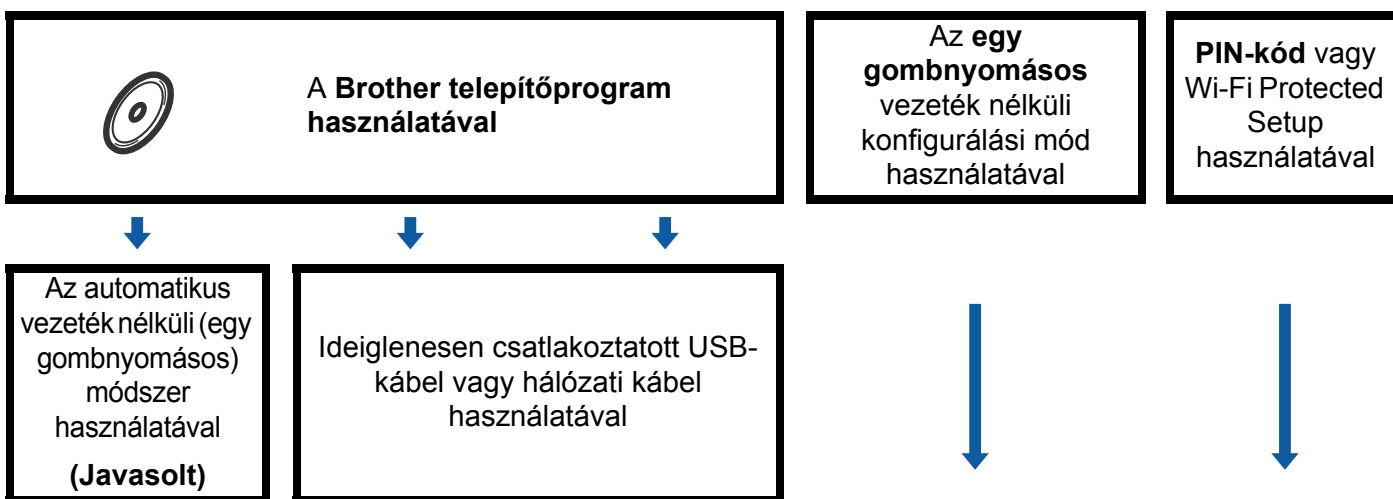 A Brother telepítőprogram
használatával
Az egy
gombnyomásos
vezeték nélküli
konfigurálási mód
használatával
PIN-kód vagy
Wi-Fi Protected
Setup
használatával
Az automatikus
vezeték nélküli (egy
gombnyomásos)
módszer
használatával
(Javasolt)
Ideiglenesen csatlakoztatott USB-
kábel vagy hálózati kábel
használatával